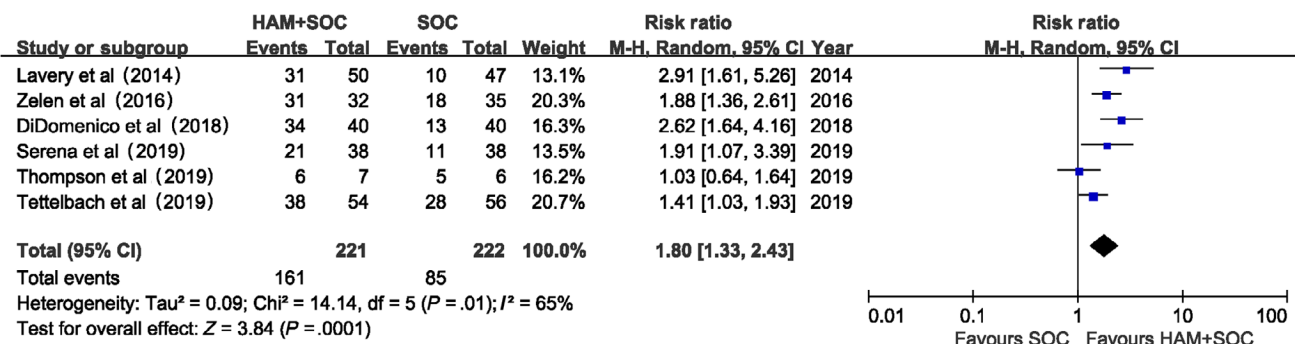 HAM+SOC SOC Risk ratio Risk ratio
Study or subgroup Events Total Events Total Weight M-H, Random, 95% CI Year M-H, Random, 95% CI
Lavery et al (2014) 31 50 10 47 13.1% 2.91 [1.61, 5.26] 2014
Zelen et al (2016) 31 32 18 35 20.3% 1.88 [1.36, 2.61] 2016
DiDomenico et al (2018) 34 40 13 40 16.3% 2.62 [1.64, 4.16] 2018
Serena et al (2019) 21 38 11 38 13.5% 1.91 [1.07, 3.39] 2019
Thompson et al (2019) 6 7 5 6 16.2% 1.03 [0.64, 1.64] 2019
Tettelbach et al (2019) 38 54 28 56 20.7% 1.41 [1.03, 1.93] 2019
Total (95% CI) 221 222 100.0% 1.80 [1.33, 2.43]
Total events 161 85
Heterogeneity: Tau² = 0.09; Chi² = 14.14, df = 5 (P =.01); I² = 65%
Test for overall effect: Z = 3.84 (P =.0001)
0.01 0.1 1 10 100
Favours SOC Favours HAM+SOC